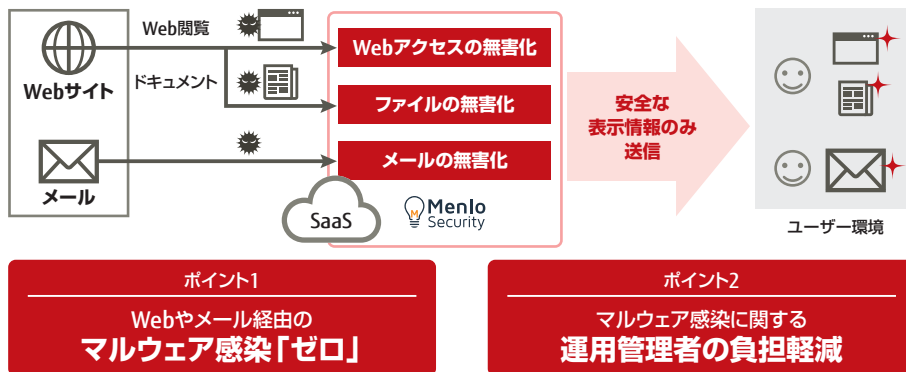 Web閲覧
Webサイト
ドキュメント
メール
Webアクセスの無害化
ファイルの無害化
メールの無害化
SaaS
Menlo
Security
安全な
表示情報のみ
送信
ユーザー環境
ポイント1
Webやメール経由の
マルウェア感染「ゼロ」
ポイント2
マルウェア感染に関する
運用管理者の負担軽減